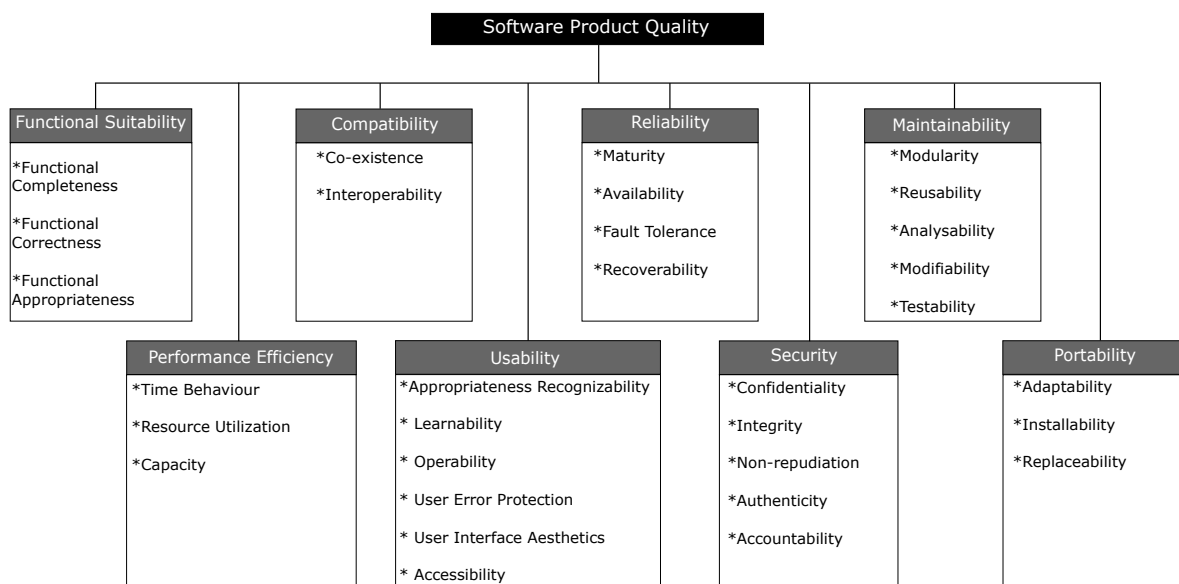 Software Product Quality
Functional Suitability
*Functional
Completeness
*Functional
Correctness
*Functional
Appropriateness
Compatibility
*Co-existence
*Interoperability
Reliability
*Maturity
*Availability
*Fault Tolerance
*Recoverability
Maintainability
*Modularity
*Reusability
*Analysability
*Modifiability
*Testability
Performance Efficiency
*Time Behaviour
*Resource Utilization
*Capacity
Usability
*Appropriateness Recognizability
* Learnability
* Operability
* User Error Protection
* User Interface Aesthetics
* Accessibility
Security
*Confidentiality
*Integrity
*Non-repudiation
*Authenticity
*Accountability
Portability
*Adaptability
*Installability
*Replaceability